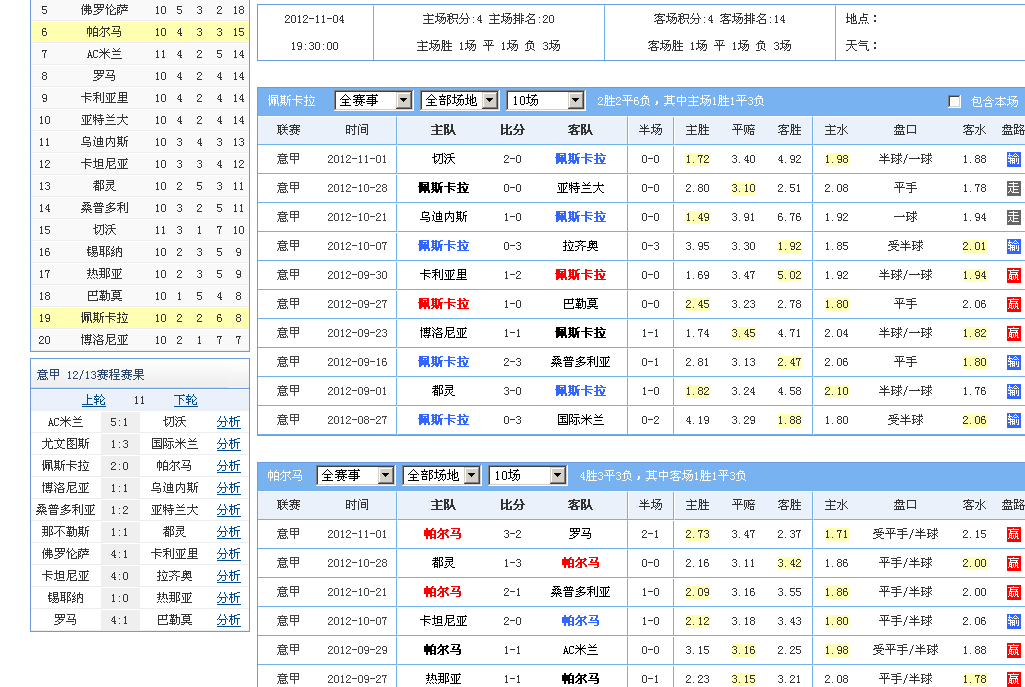 5 佛罗伦萨 10 5 3 2 18
6 帕尔马 10 4 3 3 15
7 AC米兰 11 4 2 5 14
8 罗马 10 4 2 4 14
9 卡利亚里 10 4 2 4 14
10 亚特兰大 10 4 2 4 14
11 乌迪内斯 10 3 4 3 13
12 卡坦尼亚 10 3 3 4 12
13 都灵 10 2 5 3 11
14 桑普多利 10 3 2 5 11
15 切沃 11 3 1 7 10
16 锡耶纳 10 2 3 5 9
17 热那亚 10 2 3 5 9
18 巴勒莫 10 1 5 4 8
19 佩斯卡拉 10 2 2 6 8
20 博洛尼亚 10 2 1 7 7
意甲 12/13赛程赛果
上轮 11 下轮
AC米兰 5:1 切沃 分析
尤文图斯 1:3 国际米兰 分析
佩斯卡拉 2:0 帕尔马 分析
博洛尼亚 1:1 乌迪内斯 分析
桑普多利亚 1:2 亚特兰大 分析
那不勒斯 1:1 都灵 分析
佛罗伦萨 4:1 卡利亚里 分析
卡坦尼亚 4:0 拉齐奥 分析
锡耶纳 1:0 热那亚 分析
罗马 4:1 巴勒莫 分析
2012-11-04 主场积分:4 主场排名:20 客场积分:4 客场排名:14 地点：
19:30:00 主场胜 1场 平 1场 负 3场 客场胜 1场 平 1场 负 3场 天气：
佩斯卡拉 全赛事 全部场地 10场 2胜2平6负，其中主场1胜1平3负 包含本场
联赛 时间 主队 比分 客队 半场 主胜 平赔 客胜 主水 盘口 客水 盘路
意甲 2012-11-01 切沃 2-0 佩斯卡拉 0-0 1.72 3.40 4.92 1.98 半球/一球 1.88 输
意甲 2012-10-28 佩斯卡拉 0-0 亚特兰大 0-0 2.80 3.10 2.51 2.08 平手 1.78 走
意甲 2012-10-21 乌迪内斯 1-0 佩斯卡拉 0-0 1.49 3.91 6.76 1.92 一球 1.94 走
意甲 2012-10-07 佩斯卡拉 0-3 拉齐奥 0-3 3.95 3.30 1.92 1.85 受半球 2.01 输
意甲 2012-09-30 卡利亚里 1-2 佩斯卡拉 0-0 1.69 3.47 5.02 1.92 半球/一球 1.94 赢
意甲 2012-09-27 佩斯卡拉 1-0 巴勒莫 0-0 2.45 3.23 2.78 1.80 平手 2.06 赢
意甲 2012-09-23 博洛尼亚 1-1 佩斯卡拉 1-1 1.74 3.45 4.71 2.04 半球/一球 1.82 赢
意甲 2012-09-16 佩斯卡拉 2-3 桑普多利亚 0-1 2.81 3.13 2.47 2.06 平手 1.80 输
意甲 2012-09-01 都灵 3-0 佩斯卡拉 1-0 1.82 3.24 4.58 2.10 半球/一球 1.76 输
意甲 2012-08-27 佩斯卡拉 0-3 国际米兰 0-2 4.19 3.29 1.88 1.80 受半球 2.06 输
帕尔马 全赛事 全部场地 10场 4胜3平3负，其中客场1胜1平3负
联赛 时间 主队 比分 客队 半场 主胜 平赔 客胜 主水 盘口 客水 盘路
意甲 2012-11-01 帕尔马 3-2 罗马 2-1 2.73 3.47 2.37 1.71 受平手/半球 2.15 赢
意甲 2012-10-28 都灵 1-3 帕尔马 0-0 2.16 3.11 3.42 1.86 平手/半球 2.00 赢
意甲 2012-10-21 帕尔马 2-1 桑普多利亚 1-0 2.09 3.16 3.55 1.86 平手/半球 2.00 赢
意甲 2012-10-07 卡坦尼亚 2-0 帕尔马 1-0 2.12 3.18 3.43 1.80 平手/半球 2.06 输
意甲 2012-09-29 帕尔马 1-1 AC米兰 0-0 3.15 3.16 2.25 1.98 受平手/半球 1.88 赢
意甲 2012-09-27 热那亚 1-1 帕尔马 0-1 2.23 3.15 3.21 2.08 平手/半球 1.78 赢